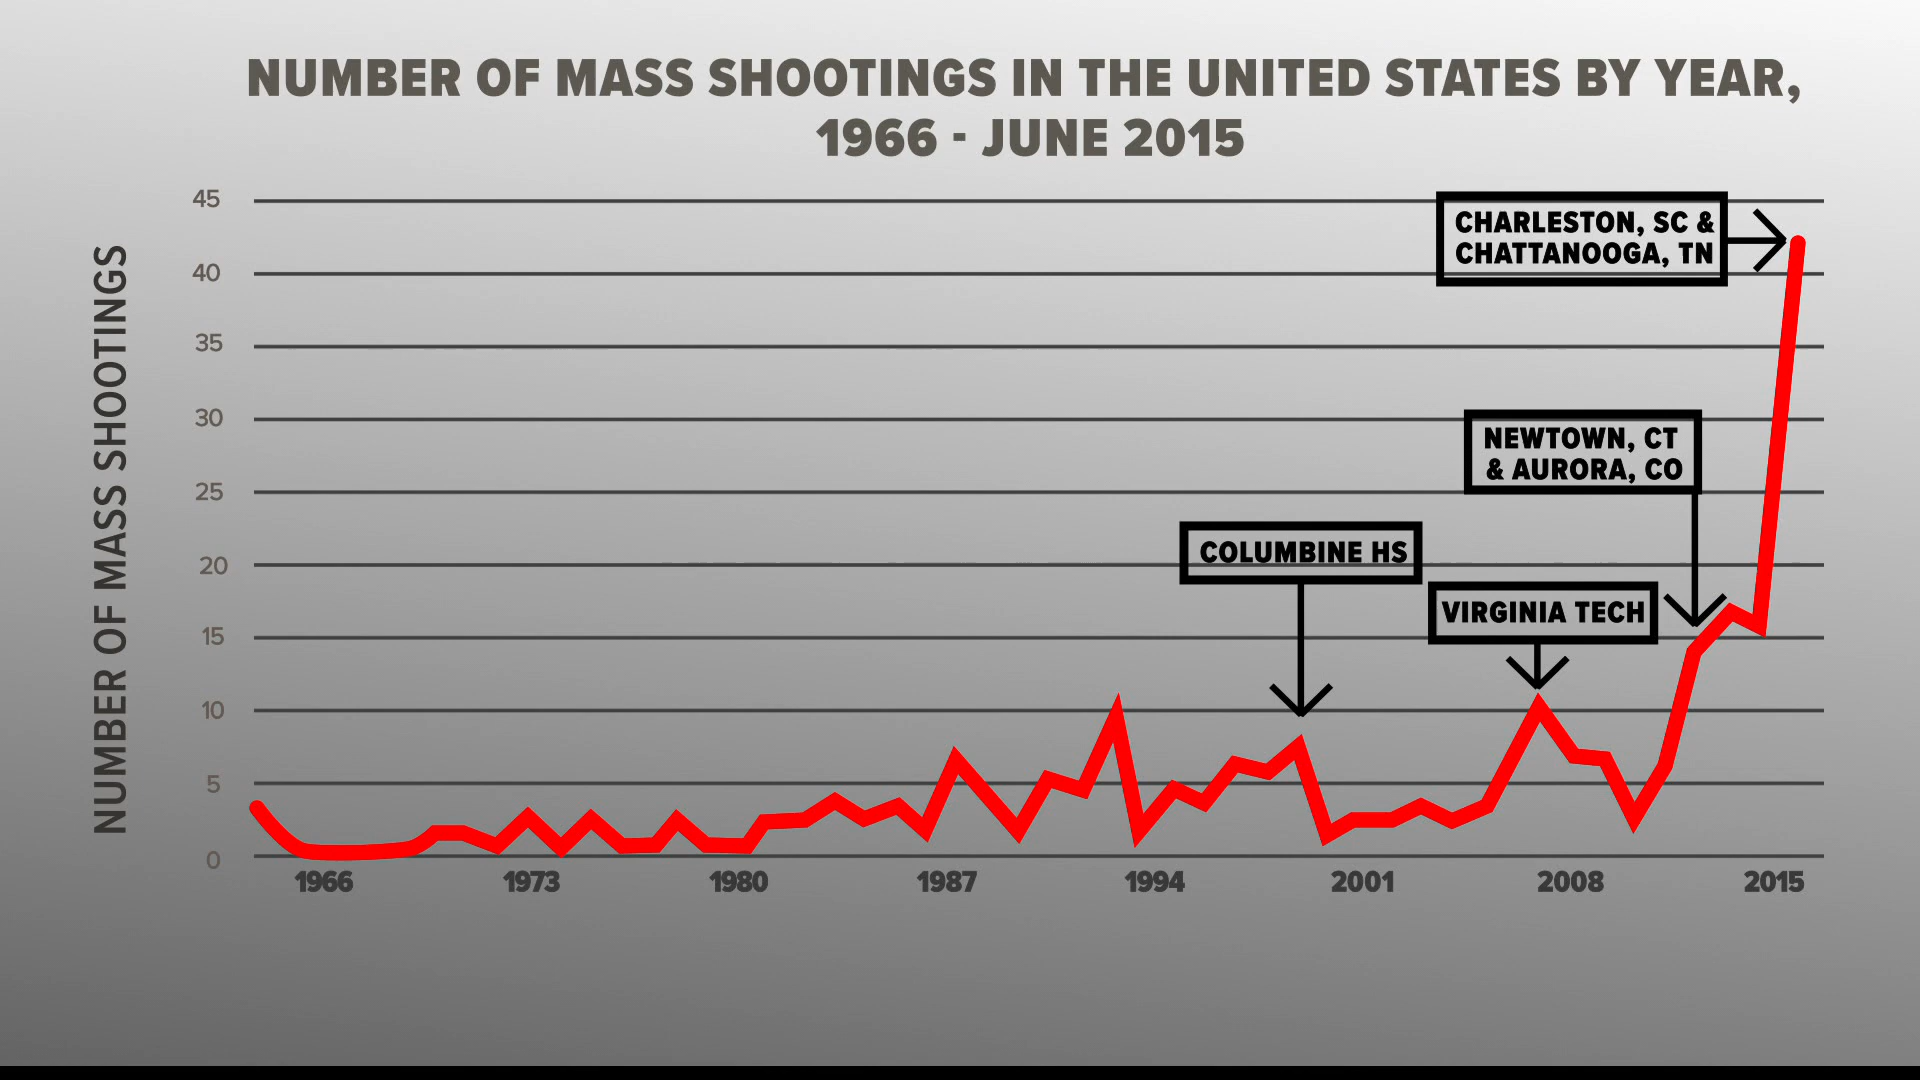 NUMBER OF MASS SHOOTINGS IN THE UNITED STATES BY YEAR,
1966 - JUNE 2015
NUMBER OF MASS SHOOTINGS
45
40
35
30
25
20
15
10
5
0
CHARLESTON, SC &
CHATTANOOGA, TN
NEWTOWN, CT
& AURORA, CO
COLUMBINE HS
VIRGINIA TECH
1966 1973 1980 1987 1994 2001 2008 2015